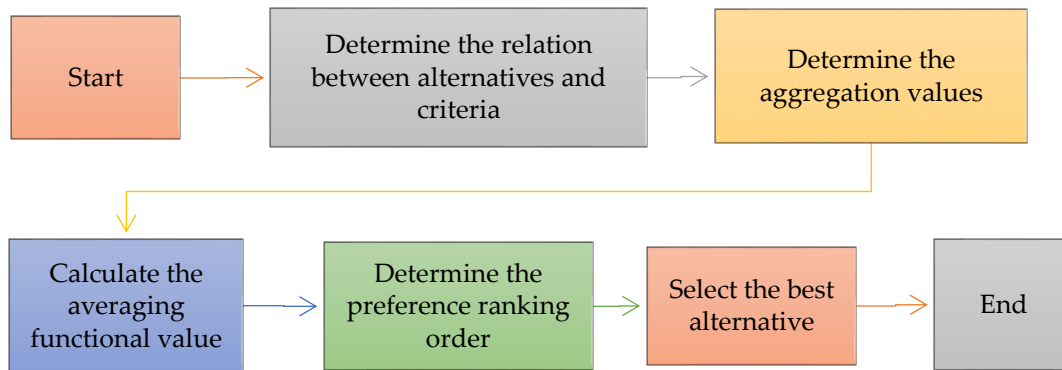 Start
Determine the relation
between alternatives and
criteria
Determine the
aggregation values
Calculate the
averaging
functional value
Determine the
preference ranking
order
Select the best
alternative
End